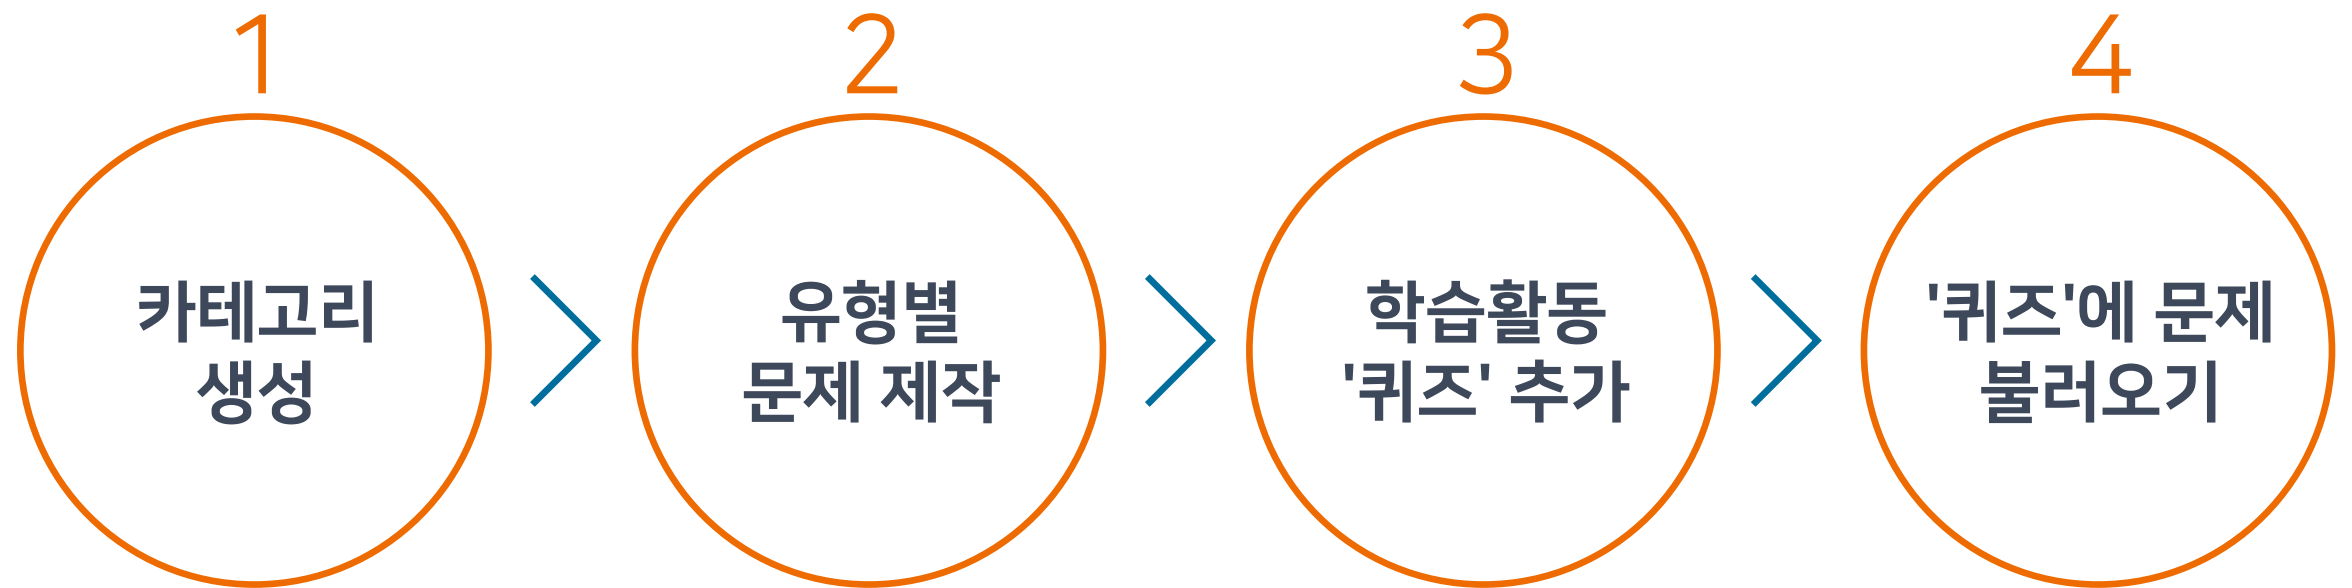 1
카테고리
생성
2
유형별
문제 제작
3
학습활동
'퀴즈' 추가
4
'퀴즈'에 문제
불러오기